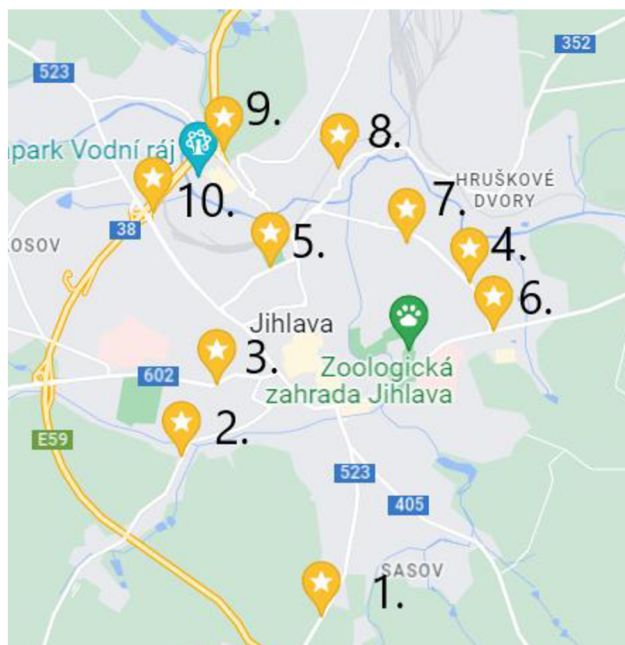 352
523
9.
8.
park Vodní ráj
HRUŠKOVÉ
DVORY
10.
7.
38
LOSOV
5.
4.
6.
Jihlava
3.
Zoologická
zahrada Jihlava
602
2.
E59
523
405
SASOV
1.